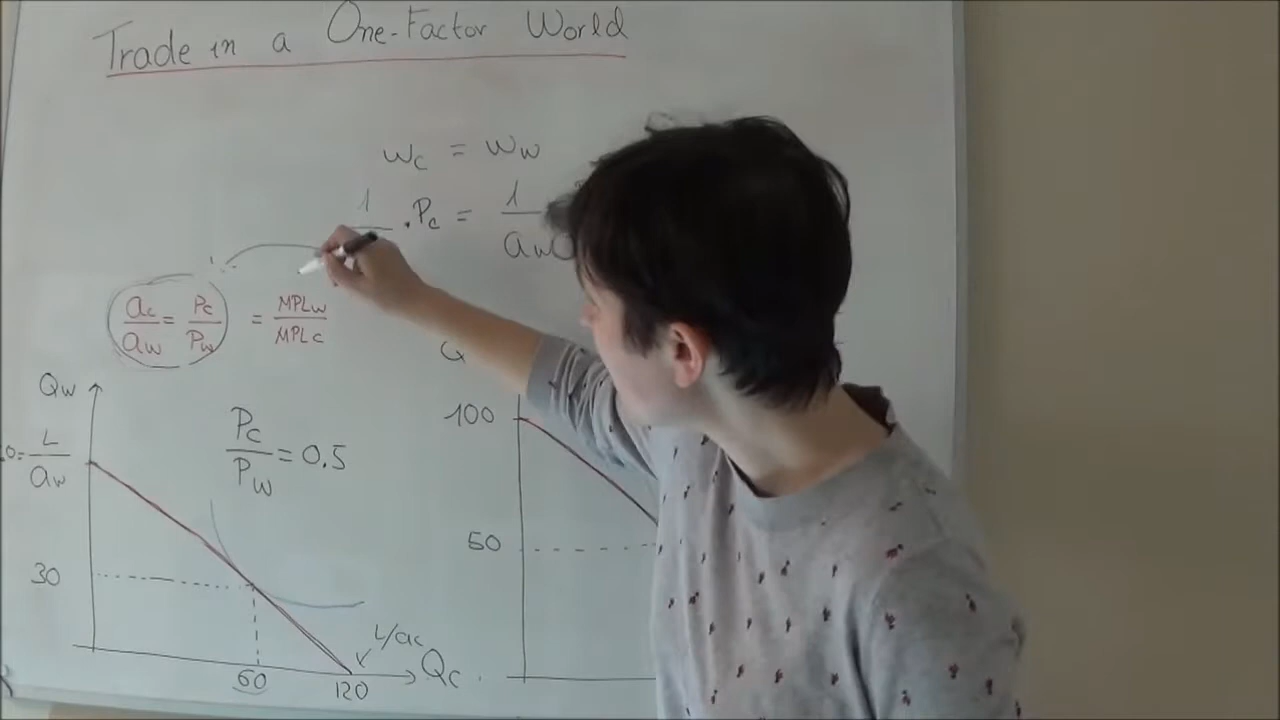 Trade in a One-Factor World
wc = ww
1/ . Pc = 1/aw
ac/aw = Pc/Pw = MPLw/MPLc
Qw
Pc/Pw = 0.5
0 = L/aw
30
60
120
L/ac
Qc
100
50